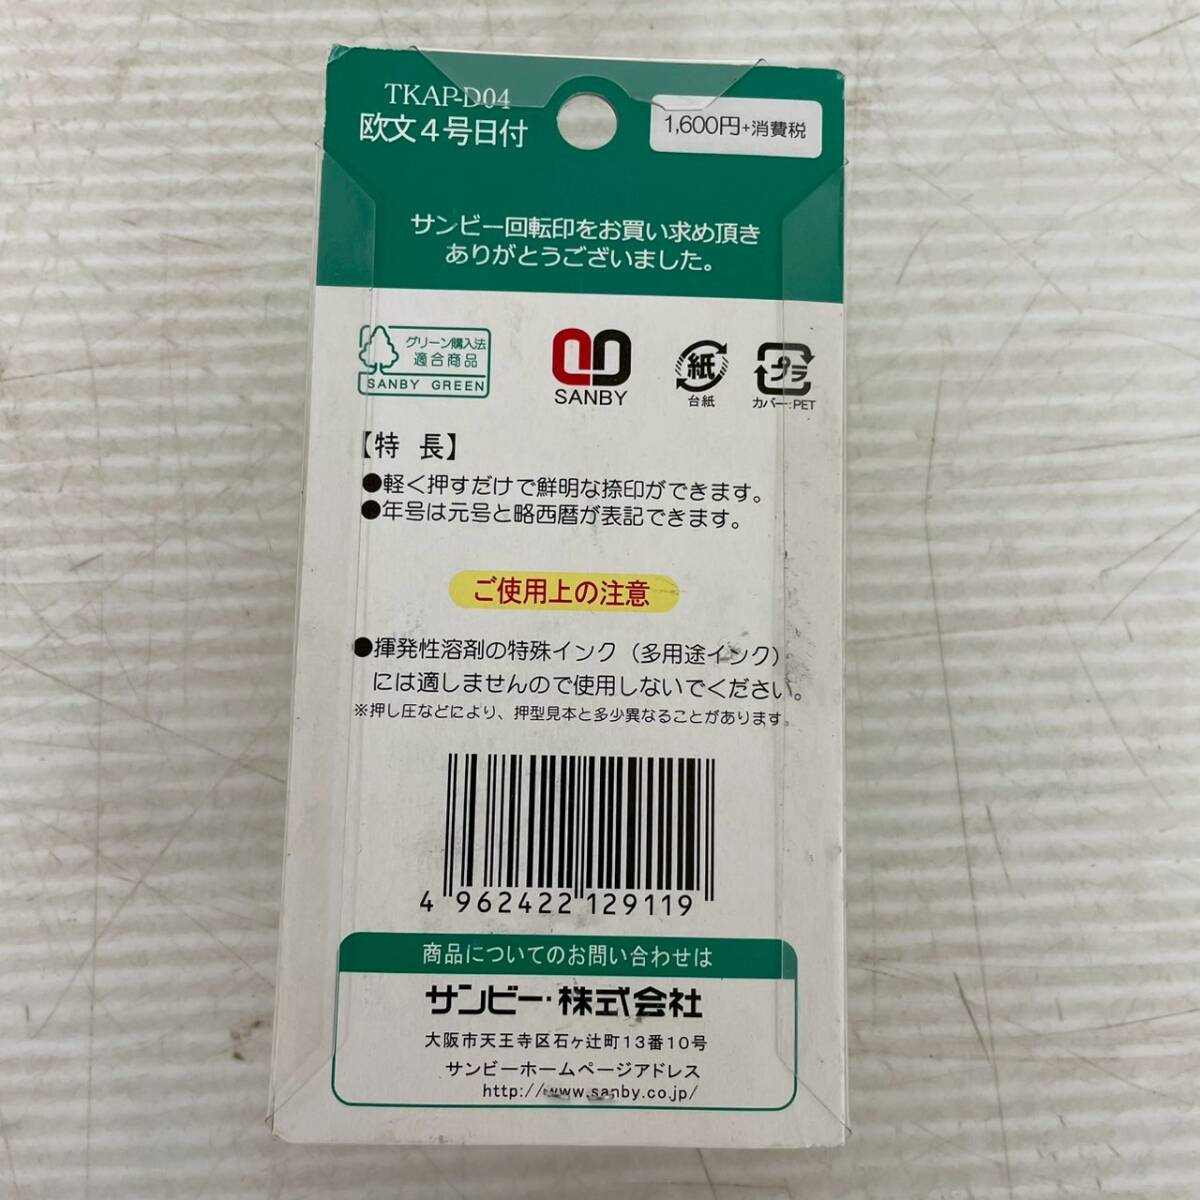 TKAP-D04
欧文4号日付
1,600円+消費税
サンビー回転印をお買い求め頂き
ありがとうございました。
グリーン購入法
適合商品
SANBY GREEN
SANBY
紙
台紙
プラ
カバー:PET
【特 長】
●軽く押すだけで鮮明な捺印ができます。
●年号は元号と略西暦が表記できます。
ご使用上の注意
●揮発性溶剤の特殊インク（多用途インク）
には適しませんので使用しないでください。
※押し圧などにより、押型見本と多少異なることがあります。
4 962422 129119
商品についてのお問い合わせは
サンビー・株式会社
大阪市天王寺区石ヶ辻町13番10号
サンビーホームページアドレス
http://www.sanby.co.jp/